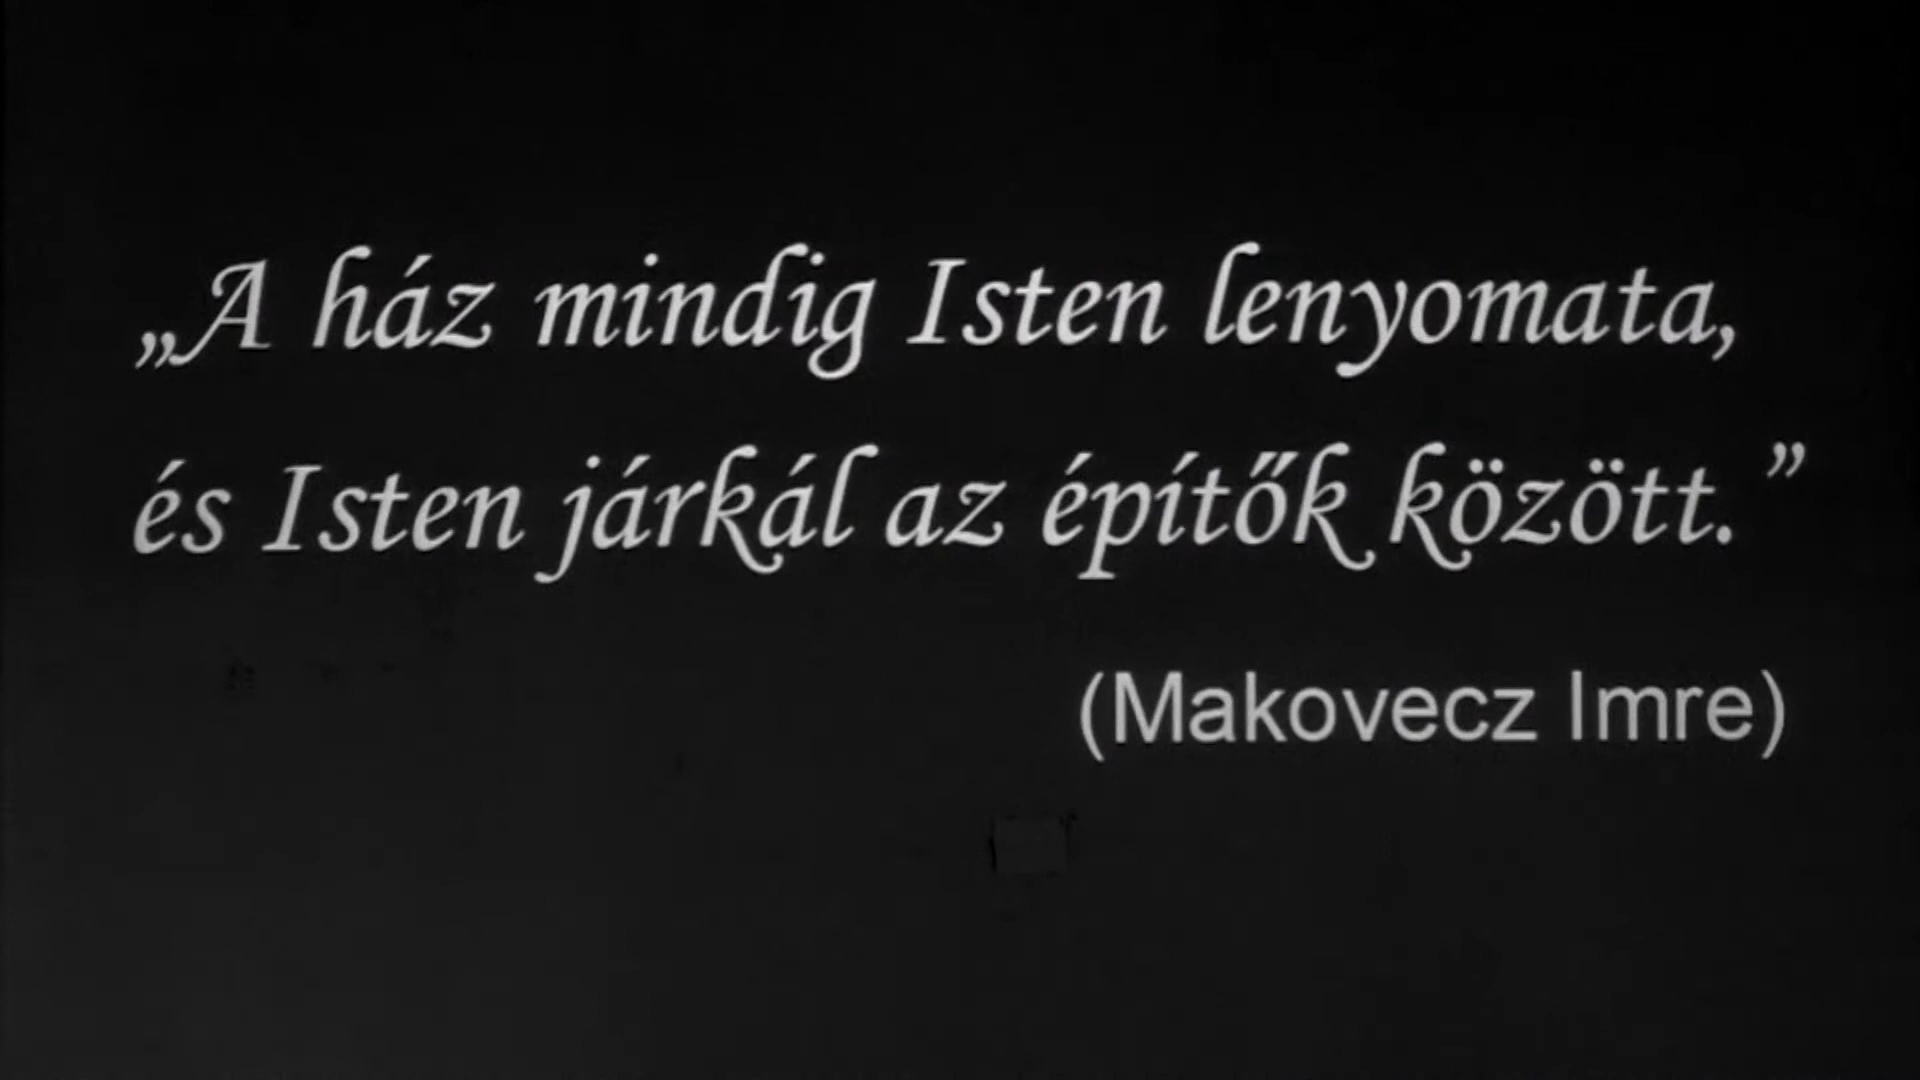 „A ház mindig Isten lenyomata,
és Isten járkál az építők között.”
(Makovecz Imre)